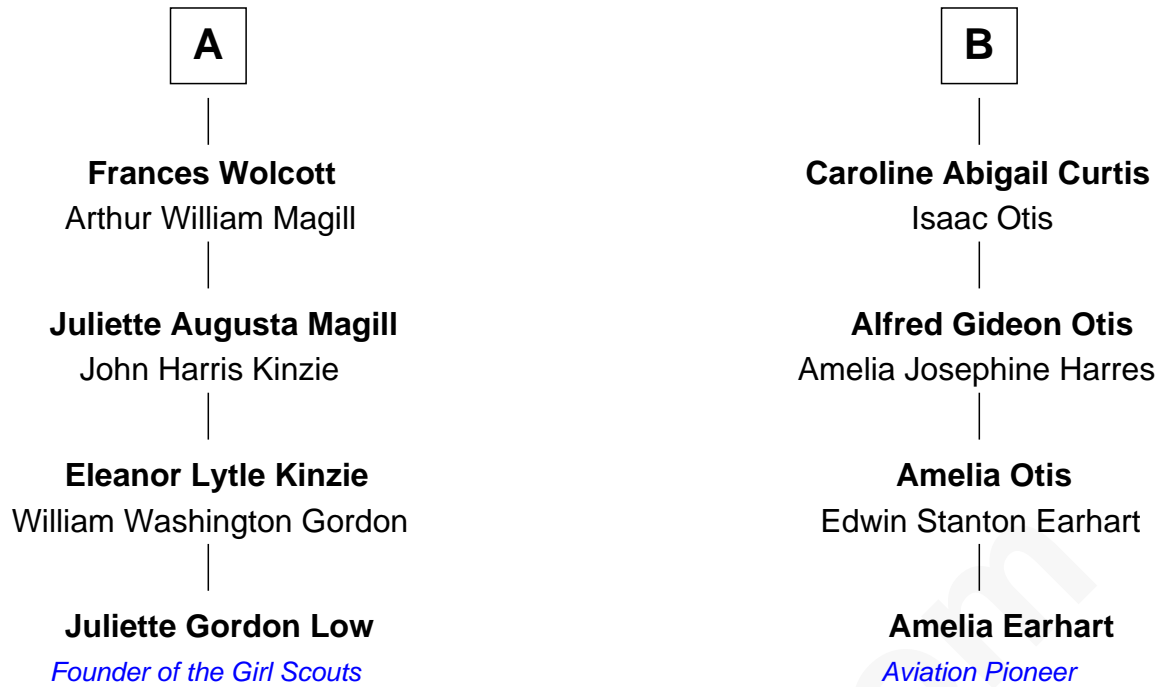 A
Frances Wolcott
Arthur William Magill
Juliette Augusta Magill
John Harris Kinzie
Eleanor Lytle Kinzie
William Washington Gordon
Juliette Gordon Low
Founder of the Girl Scouts
B
Caroline Abigail Curtis
Isaac Otis
Alfred Gideon Otis
Amelia Josephine Harres
Amelia Otis
Edwin Stanton Earhart
Amelia Earhart
Aviation Pioneer
om